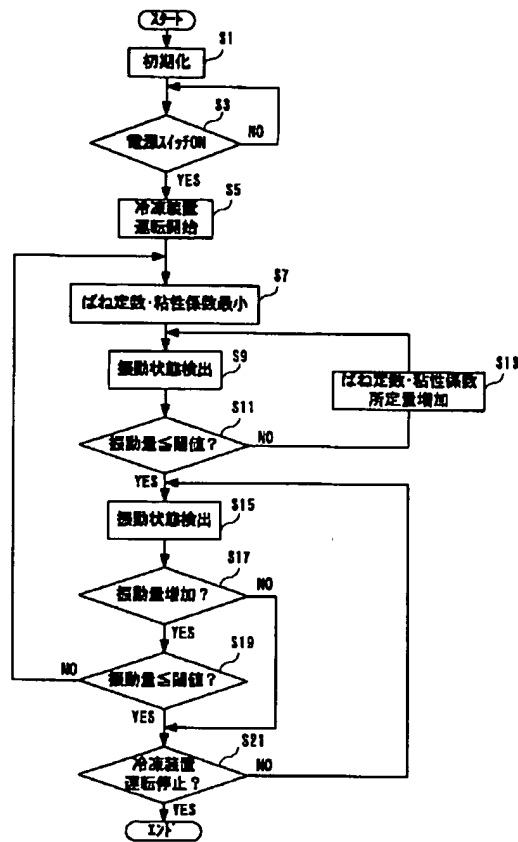 スタート
S1
初期化
S3
電源スイッチON
NO
YES
S5
冷凍装置
運転開始
S7
ばね定数・粘性係数最小
S9
振動状態検出
S13
ばね定数・粘性係数
所定量増加
S11
振動量≦閾値?
NO
YES
S15
振動状態検出
S17
振動量増加?
NO
YES
S19
振動量≦閾値?
NO
YES
S21
冷凍装置
運転停止?
NO
YES
エンド